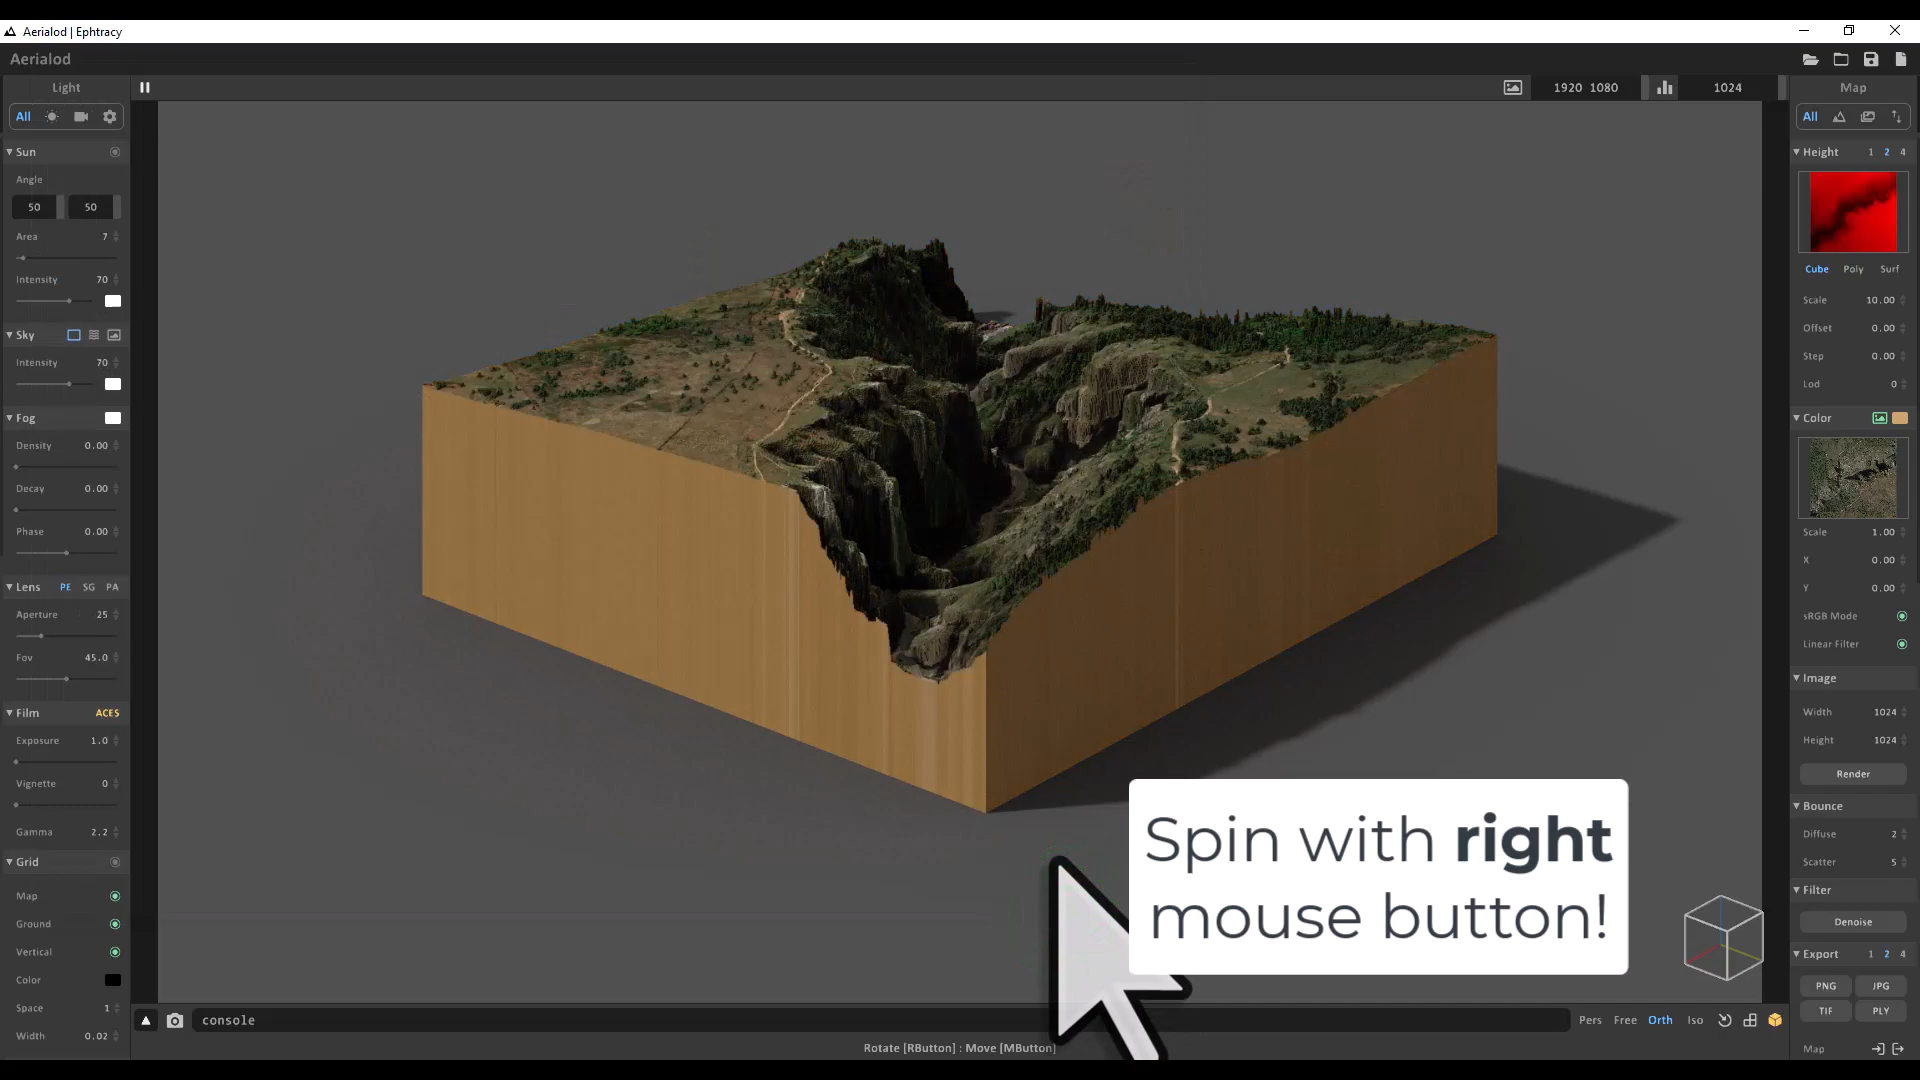 Aerialod | Ephtracy
Aerialod
Light
1920 1080
1024
Map
All
All
Sun
Angle
50 50
Area 7
Intensity 70
Sky
Intensity 70
Fog
Density 0.00
Decay 0.00
Phase 0.00
Lens PE SG PA
Aperture 25
Fov 45.0
Film ACES
Exposure 1.0
Vignette 0
Gamma 2.2
Grid
Map
Ground
Vertical
Color
Space 1
Width 0.02
Height 1 2 4
Cube Poly Surf
Scale 10.00
Offset 0.00
Step 0.00
Lod 0
Color
Scale 1.00
X 0.00
Y 0.00
sRGB Mode
Linear Filter
Image
Width 1024
Height 1024
Render
Bounce
Diffuse 2
Scatter 5
Filter
Denoise
Export 1 2 4
PNG JPG
TIF PLY
Map
Spin with right
mouse button!
console
Pers Free Orth Iso
Rotate [RButton] : Move [MButton]